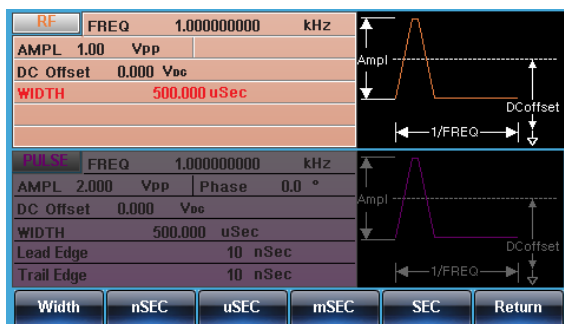 RF FREQ 1.000000000 kHz
AMPL 1.00 Vpp
DC Offset 0.000 VDC
WIDTH 500.000 uSec
Ampl
DCoffset
1/FREQ
PULSE FREQ 1.000000000 kHz
AMPL 2.000 Vpp Phase 0.0 °
DC Offset 0.000 VDC
WIDTH 500.000 uSec
Lead Edge 10 nSec
Trail Edge 10 nSec
Ampl
DCoffset
1/FREQ
Width nSEC uSEC mSEC SEC Return